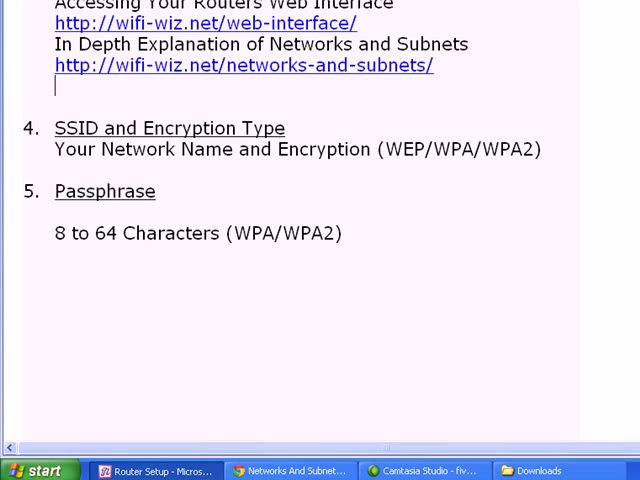 Accessing Your Routers Web Interface
http://wifi-wiz.net/web-interface/
In Depth Explanation of Networks and Subnets
http://wifi-wiz.net/networks-and-subnets/
4. SSID and Encryption Type
Your Network Name and Encryption (WEP/WPA/WPA2)
5. Passphrase
8 to 64 Characters (WPA/WPA2)
start Router Setup - Micros... Networks And Subnet... Camtasia Studio - fiv... Downloads